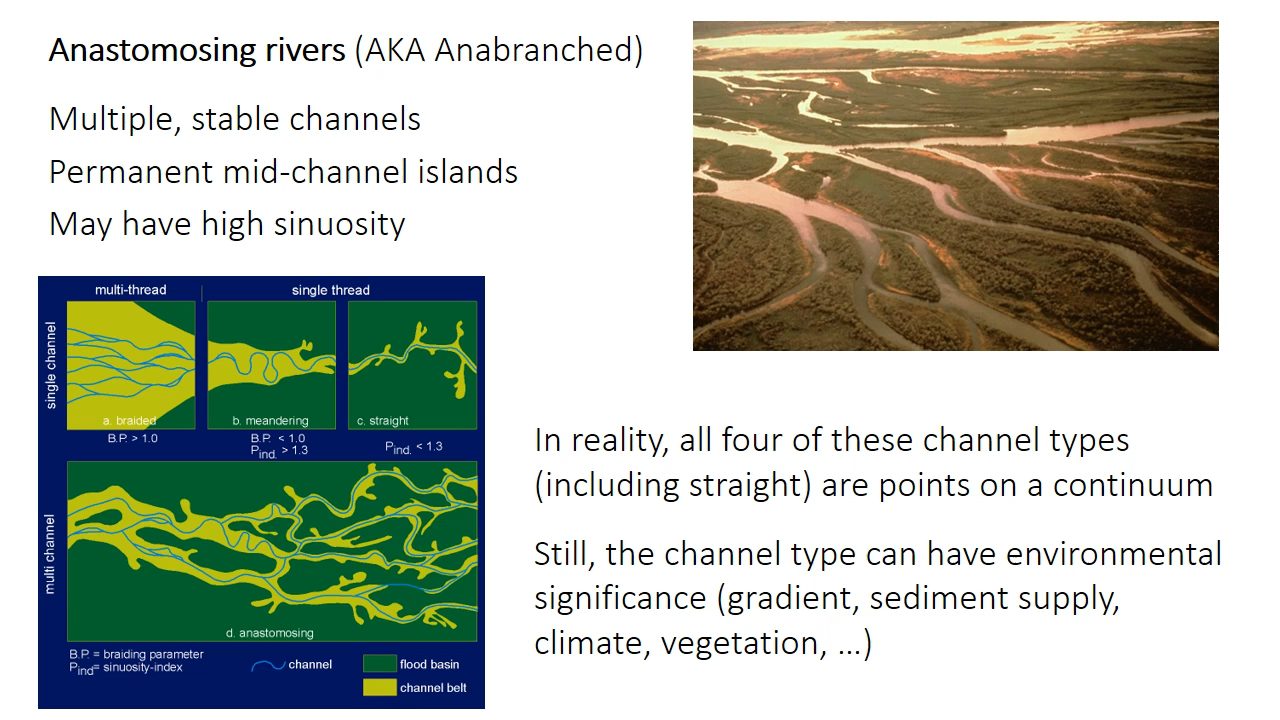 Anastomosing rivers (AKA Anabranched)
Multiple, stable channels
Permanent mid-channel islands
May have high sinuosity
multi-thread
single thread
single channel
a. braided
b. meandering
c. straight
B.P. > 1.0
B.P. < 1.0
Pind. > 1.3
Pind. < 1.3
multi channel
d. anastomosing
B.P. = braiding parameter
Pind= sinuosity-index
channel
flood basin
channel belt
In reality, all four of these channel types
(including straight) are points on a continuum
Still, the channel type can have environmental
significance (gradient, sediment supply,
climate, vegetation, …)